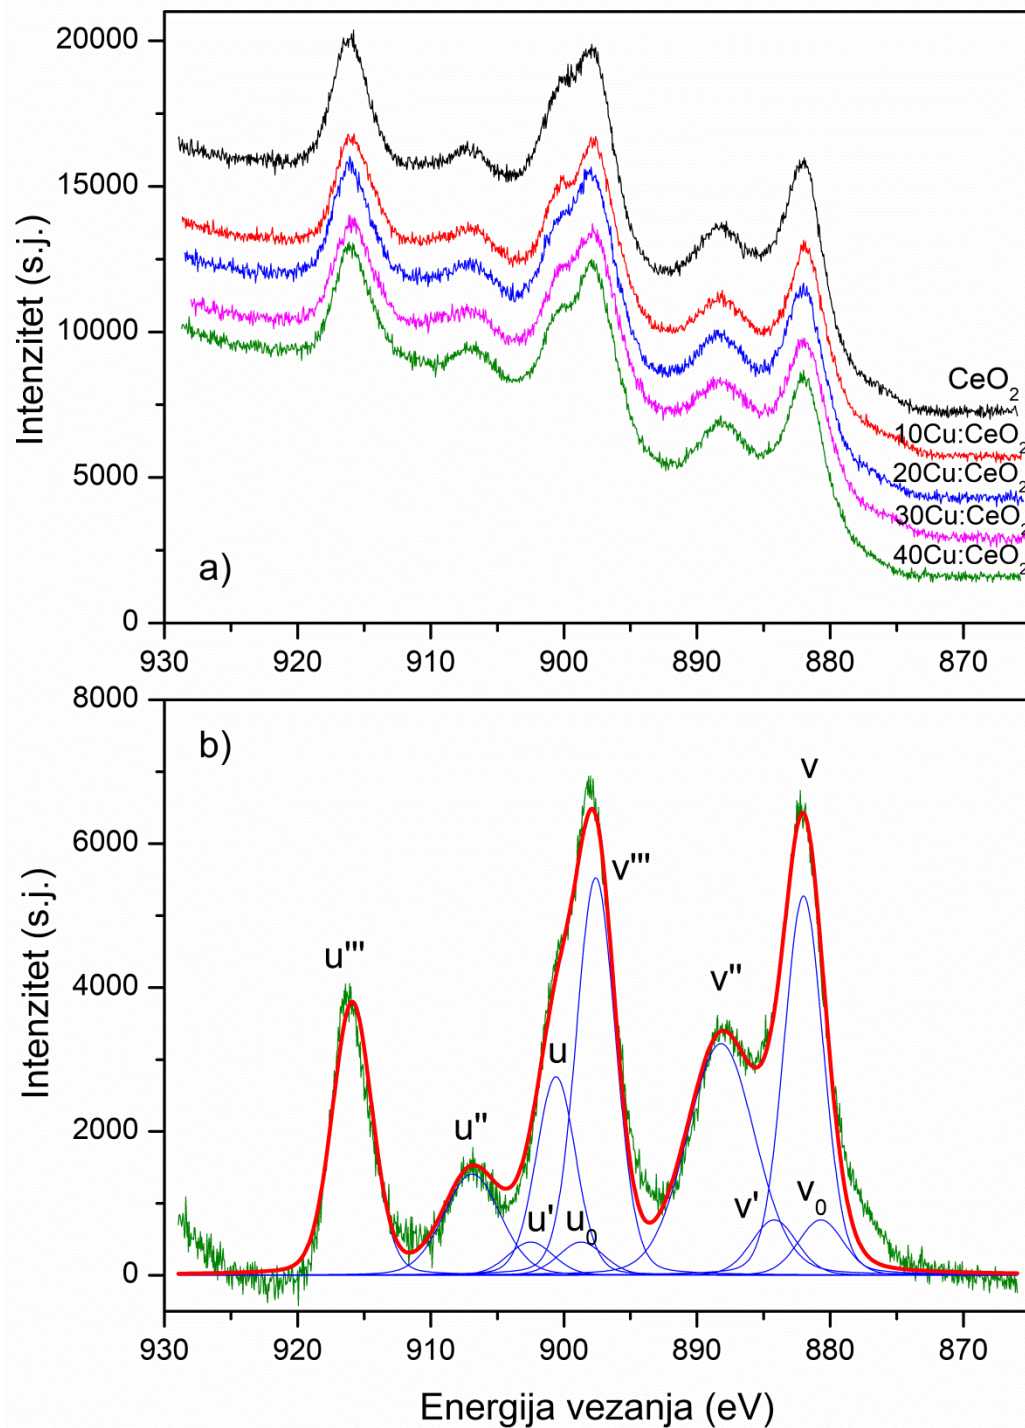 20000
15000
10000
5000
0
Intenzitet (s.j.)
CeO2
10Cu:CeO2
20Cu:CeO2
30Cu:CeO2
40Cu:CeO2
a)
930 920 910 900 890 880 870
8000
6000
4000
2000
0
Intenzitet (s.j.)
b)
v
v'''
u'''
v''
u
u''
v' v0
u' u0
930 920 910 900 890 880 870
Energija vezanja (eV)